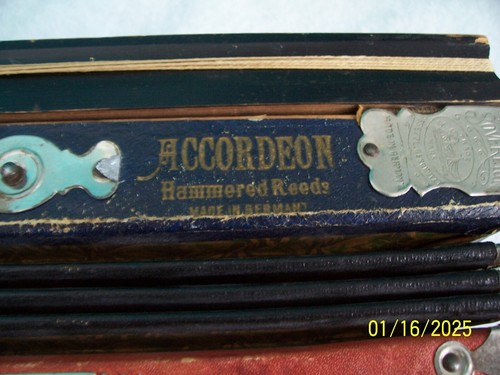 ACCORDEON
Hammered Reeds
MADE IN GERMANY
01/16/2025